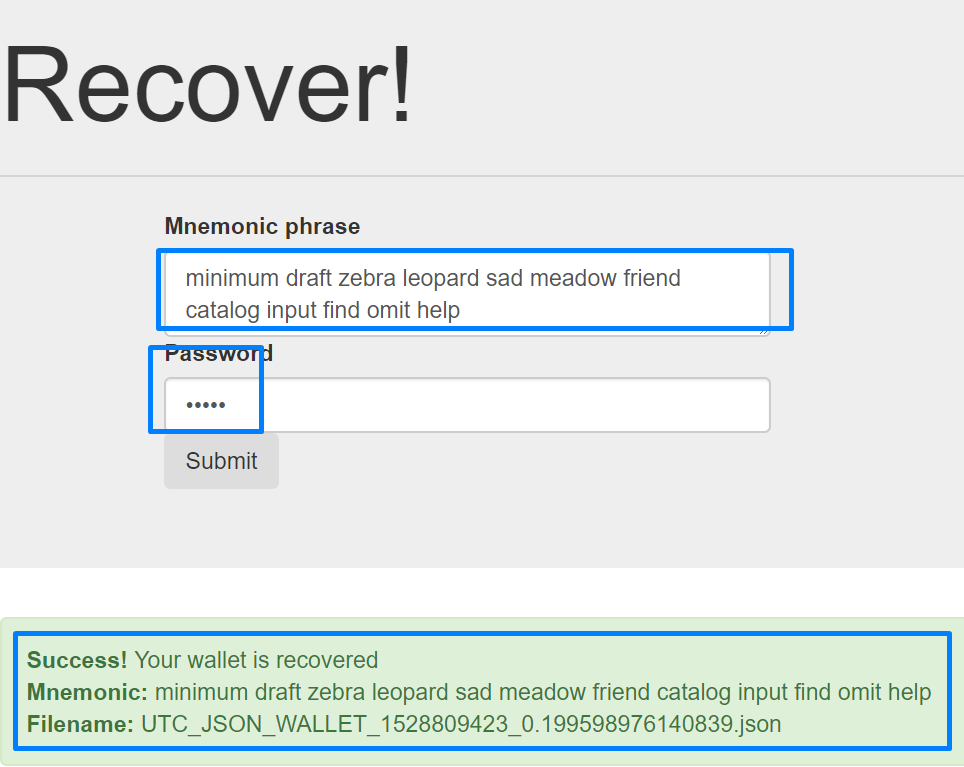 Recover!
Mnemonic phrase
minimum draft zebra leopard sad meadow friend
catalog input find omit help
Password
•••••
Submit
Success! Your wallet is recovered
Mnemonic: minimum draft zebra leopard sad meadow friend catalog input find omit help
Filename: UTC_JSON_WALLET_1528809423_0.199598976140839.json